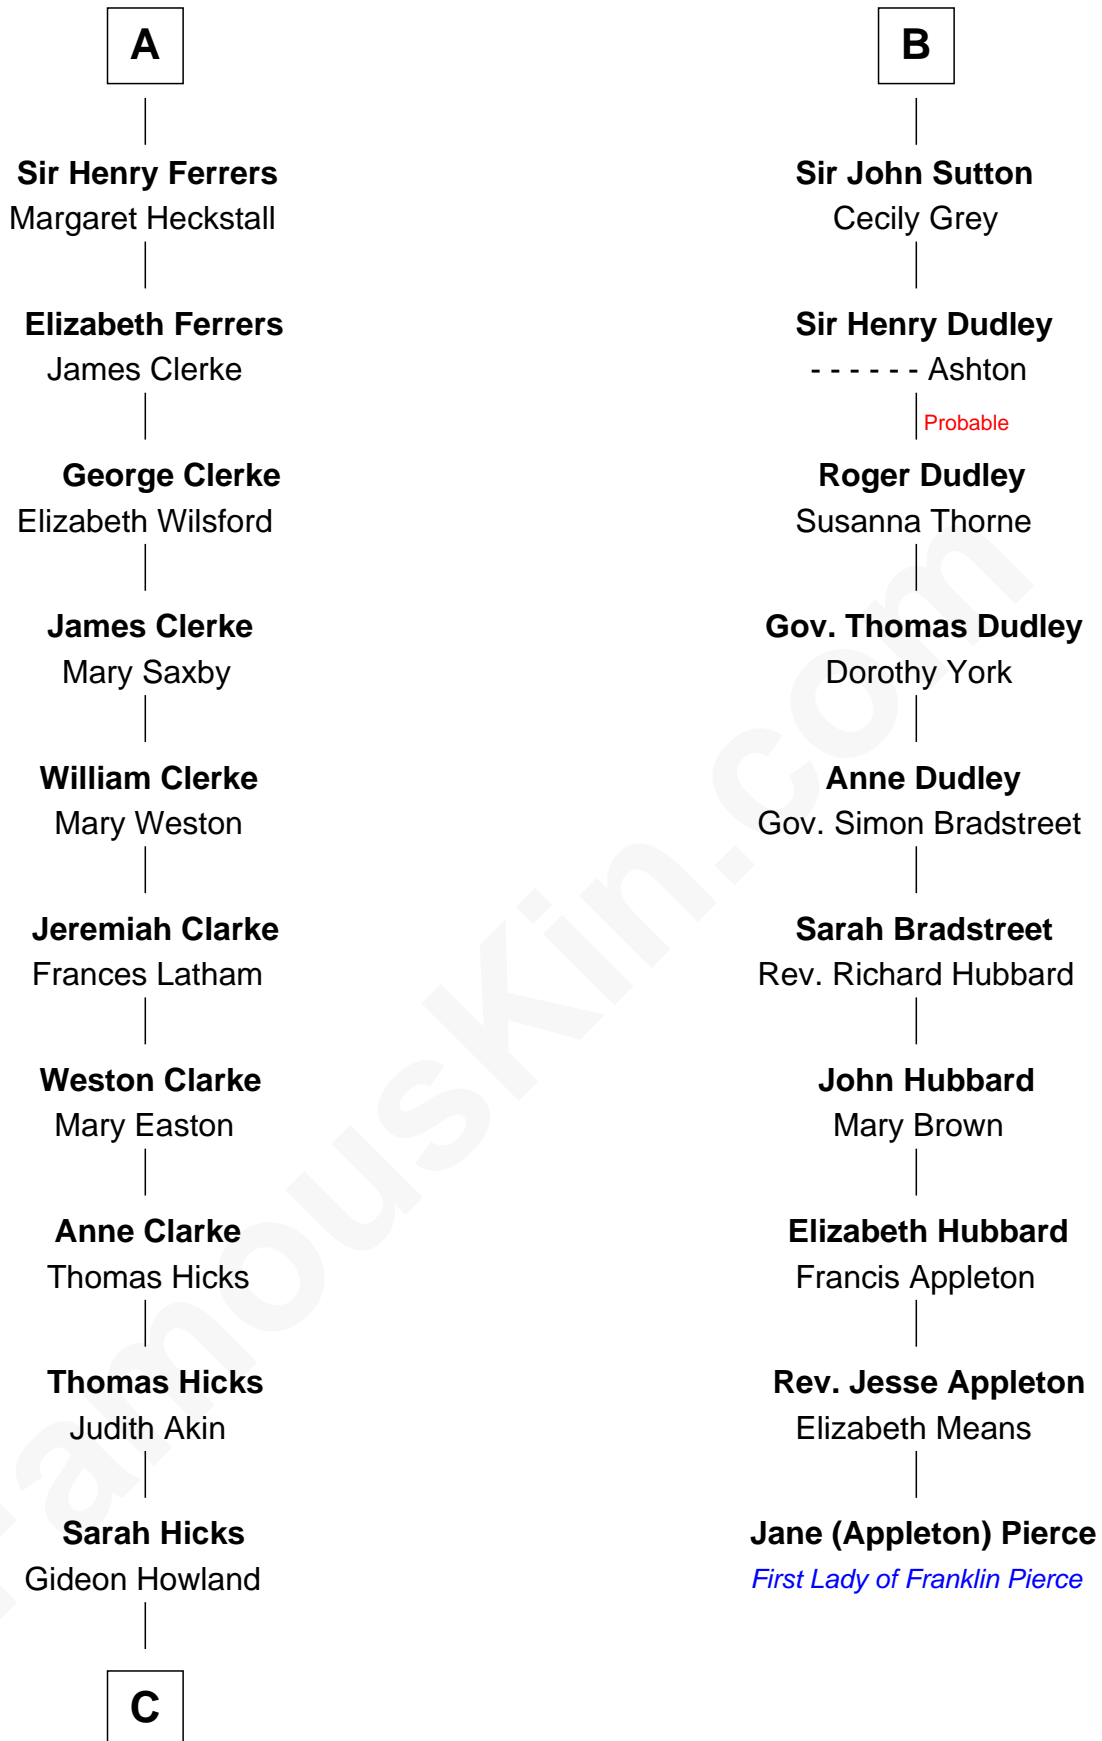 A
Sir Henry Ferrers
Margaret Heckstall
Elizabeth Ferrers
James Clerke
George Clerke
Elizabeth Wilsford
James Clerke
Mary Saxby
William Clerke
Mary Weston
Jeremiah Clarke
Frances Latham
Weston Clarke
Mary Easton
Anne Clarke
Thomas Hicks
Thomas Hicks
Judith Akin
Sarah Hicks
Gideon Howland
C
B
Sir John Sutton
Cecily Grey
Sir Henry Dudley
- - - - - - Ashton
Probable
Roger Dudley
Susanna Thorne
Gov. Thomas Dudley
Dorothy York
Anne Dudley
Gov. Simon Bradstreet
Sarah Bradstreet
Rev. Richard Hubbard
John Hubbard
Mary Brown
Elizabeth Hubbard
Francis Appleton
Rev. Jesse Appleton
Elizabeth Means
Jane (Appleton) Pierce
First Lady of Franklin Pierce
FamousKin.com